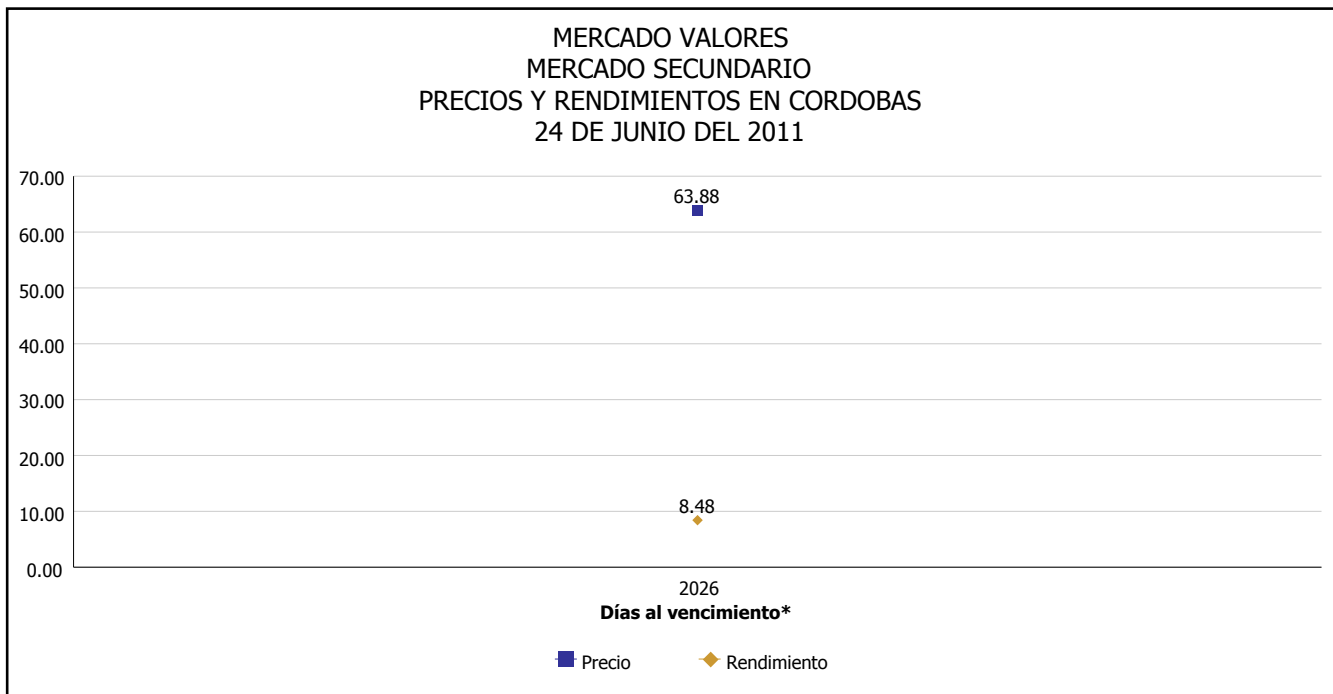 MERCADO VALORES
MERCADO SECUNDARIO
PRECIOS Y RENDIMIENTOS EN CORDOBAS
24 DE JUNIO DEL 2011
70.00
63.88
60.00
50.00
40.00
30.00
20.00
10.00
8.48
0.00
2026
Días al vencimiento*
Precio
Rendimiento